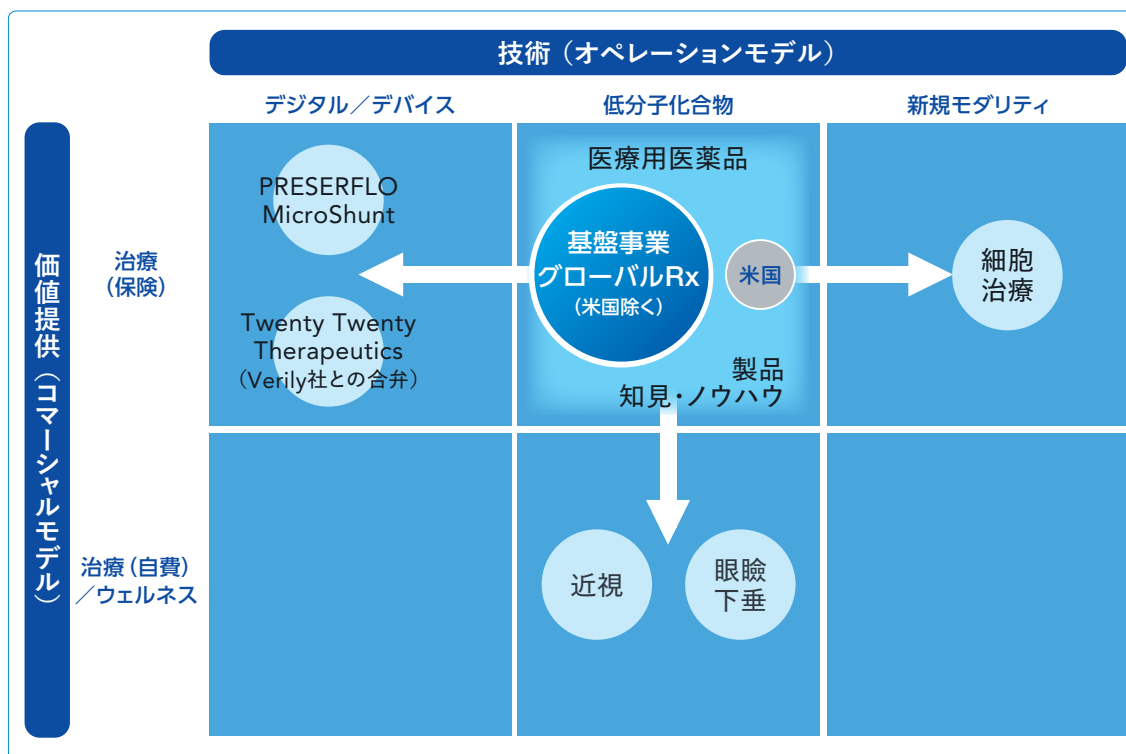 技術（オペレーションモデル）
デジタル／デバイス
低分子化合物
新規モダリティ
価値提供（コマーシャルモデル）
治療
（保険）
PRESERFLO
MicroShunt
Twenty Twenty
Therapeutics
（Verily社との合弁）
医療用医薬品
基盤事業
グローバルRx
（米国除く）
米国
製品
知見・ノウハウ
細胞
治療
治療（自費）
／ウェルネス
近視
眼瞼
下垂